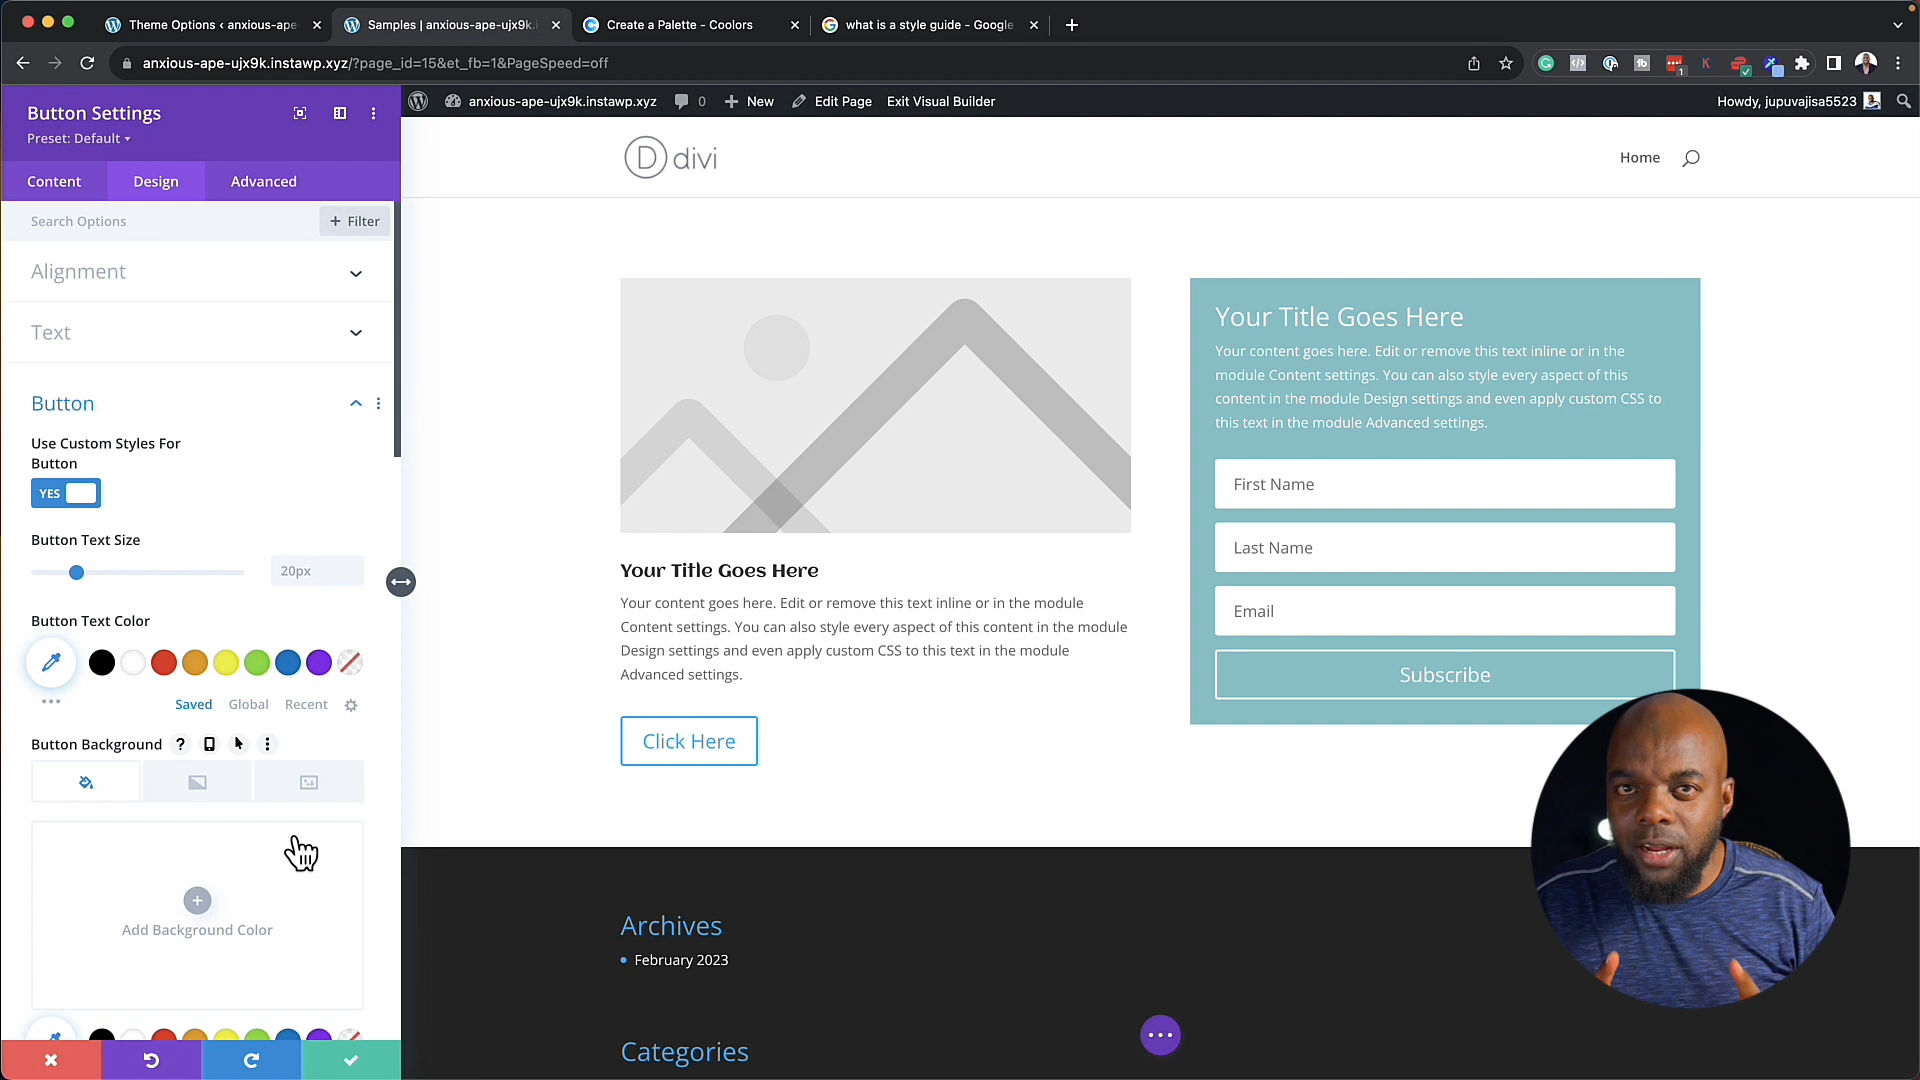 Theme Options ‹ anxious-ape-
Samples | anxious-ape-ujx9k.i
Create a Palette - Coolors
what is a style guide - Google
anxious-ape-ujx9k.instawp.xyz/?page_id=15&et_fb=1&PageSpeed=off
Button Settings
Preset: Default
Content
Design
Advanced
Search Options
+ Filter
Alignment
Text
Button
Use Custom Styles For
Button
YES
Button Text Size
20px
Button Text Color
Saved
Global
Recent
Button Background
?
Add Background Color
anxious-ape-ujx9k.instawp.xyz
0
+ New
Edit Page
Exit Visual Builder
Howdy, jupuvajisa5523
D divi
Home
Your Title Goes Here
Your content goes here. Edit or remove this text inline or in the module
Content settings. You can also style every aspect of this content in the module
Design settings and even apply custom CSS to this text in the module
Advanced settings.
Click Here
Your Title Goes Here
Your content goes here. Edit or remove this text inline or in the
module Content settings. You can also style every aspect of this
content in the module Design settings and even apply custom CSS to
this text in the module Advanced settings.
First Name
Last Name
Email
Subscribe
Archives
February 2023
Categories